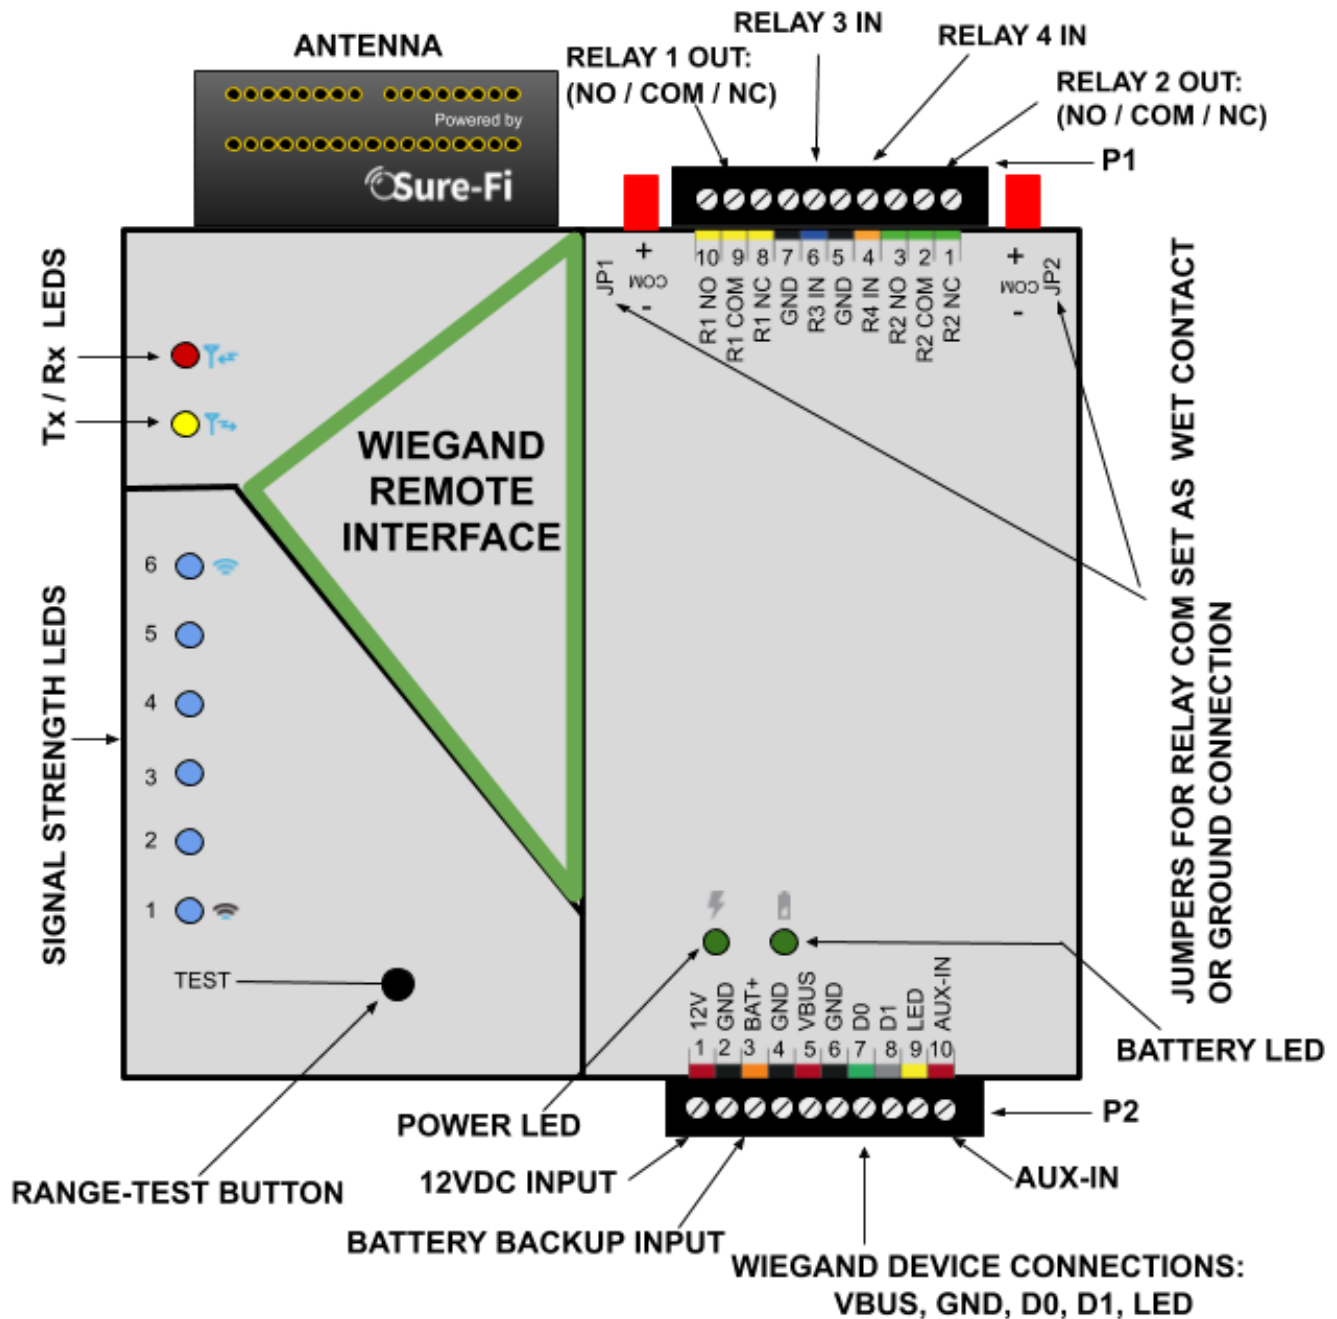 ANTENNA
RELAY 3 IN
RELAY 4 IN
RELAY 1 OUT:
(NO / COM / NC)
RELAY 2 OUT:
(NO / COM / NC)
P1
Powered by
Sure-Fi
+
COM
-
JP1
10 9 8 7 6 5 4 3 2 1
R1 NO
R1 COM
R1 NC
GND
R3 IN
GND
R4 IN
R2 NO
R2 COM
R2 NC
+
COM
-
JP2
Tx / Rx LEDS
WIEGAND
REMOTE
INTERFACE
JUMPERS FOR RELAY COM SET AS WET CONTACT
OR GROUND CONNECTION
SIGNAL STRENGTH LEDS
6
5
4
3
2
1
TEST
12V
GND
BAT+
GND
VBUS
GND
D0
D1
LED
AUX-IN
1 2 3 4 5 6 7 8 9 10
BATTERY LED
POWER LED
P2
12VDC INPUT
AUX-IN
RANGE-TEST BUTTON
BATTERY BACKUP INPUT
WIEGAND DEVICE CONNECTIONS:
VBUS, GND, D0, D1, LED